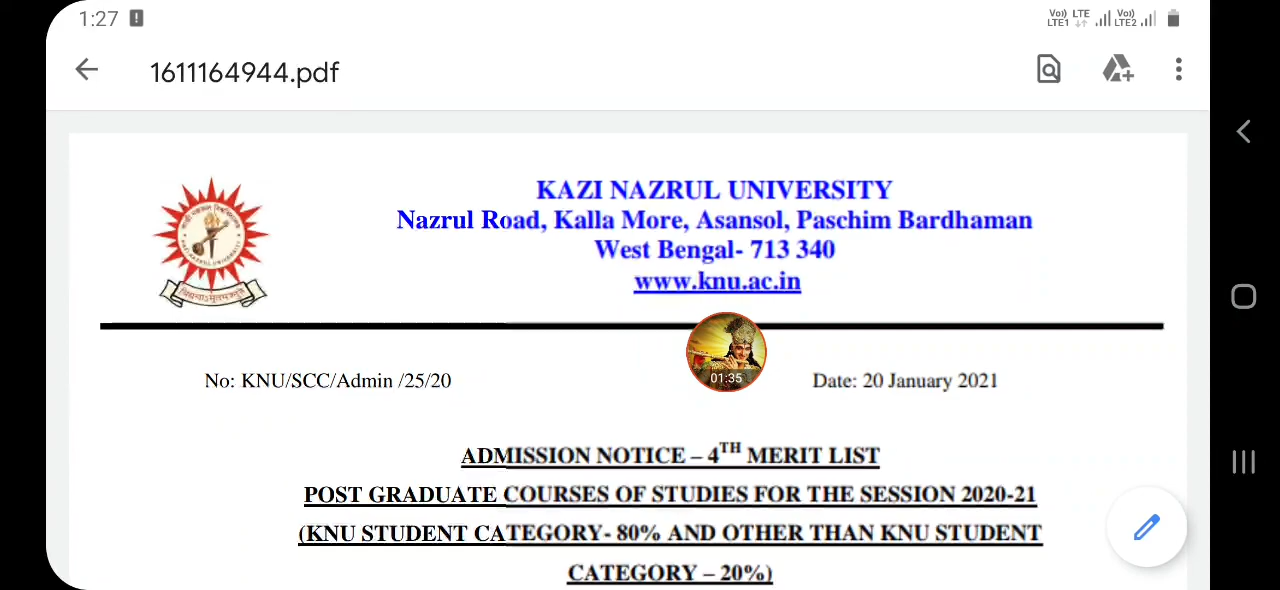 1:27
Vo) LTE Vo)
LTE1 LTE2
1611164944.pdf
KAZI NAZRUL UNIVERSITY
Nazrul Road, Kalla More, Asansol, Paschim Bardhaman
West Bengal- 713 340
www.knu.ac.in
01:35
No: KNU/SCC/Admin /25/20 Date: 20 January 2021
ADMISSION NOTICE – 4TH MERIT LIST
POST GRADUATE COURSES OF STUDIES FOR THE SESSION 2020-21
(KNU STUDENT CATEGORY- 80% AND OTHER THAN KNU STUDENT
CATEGORY – 20%)